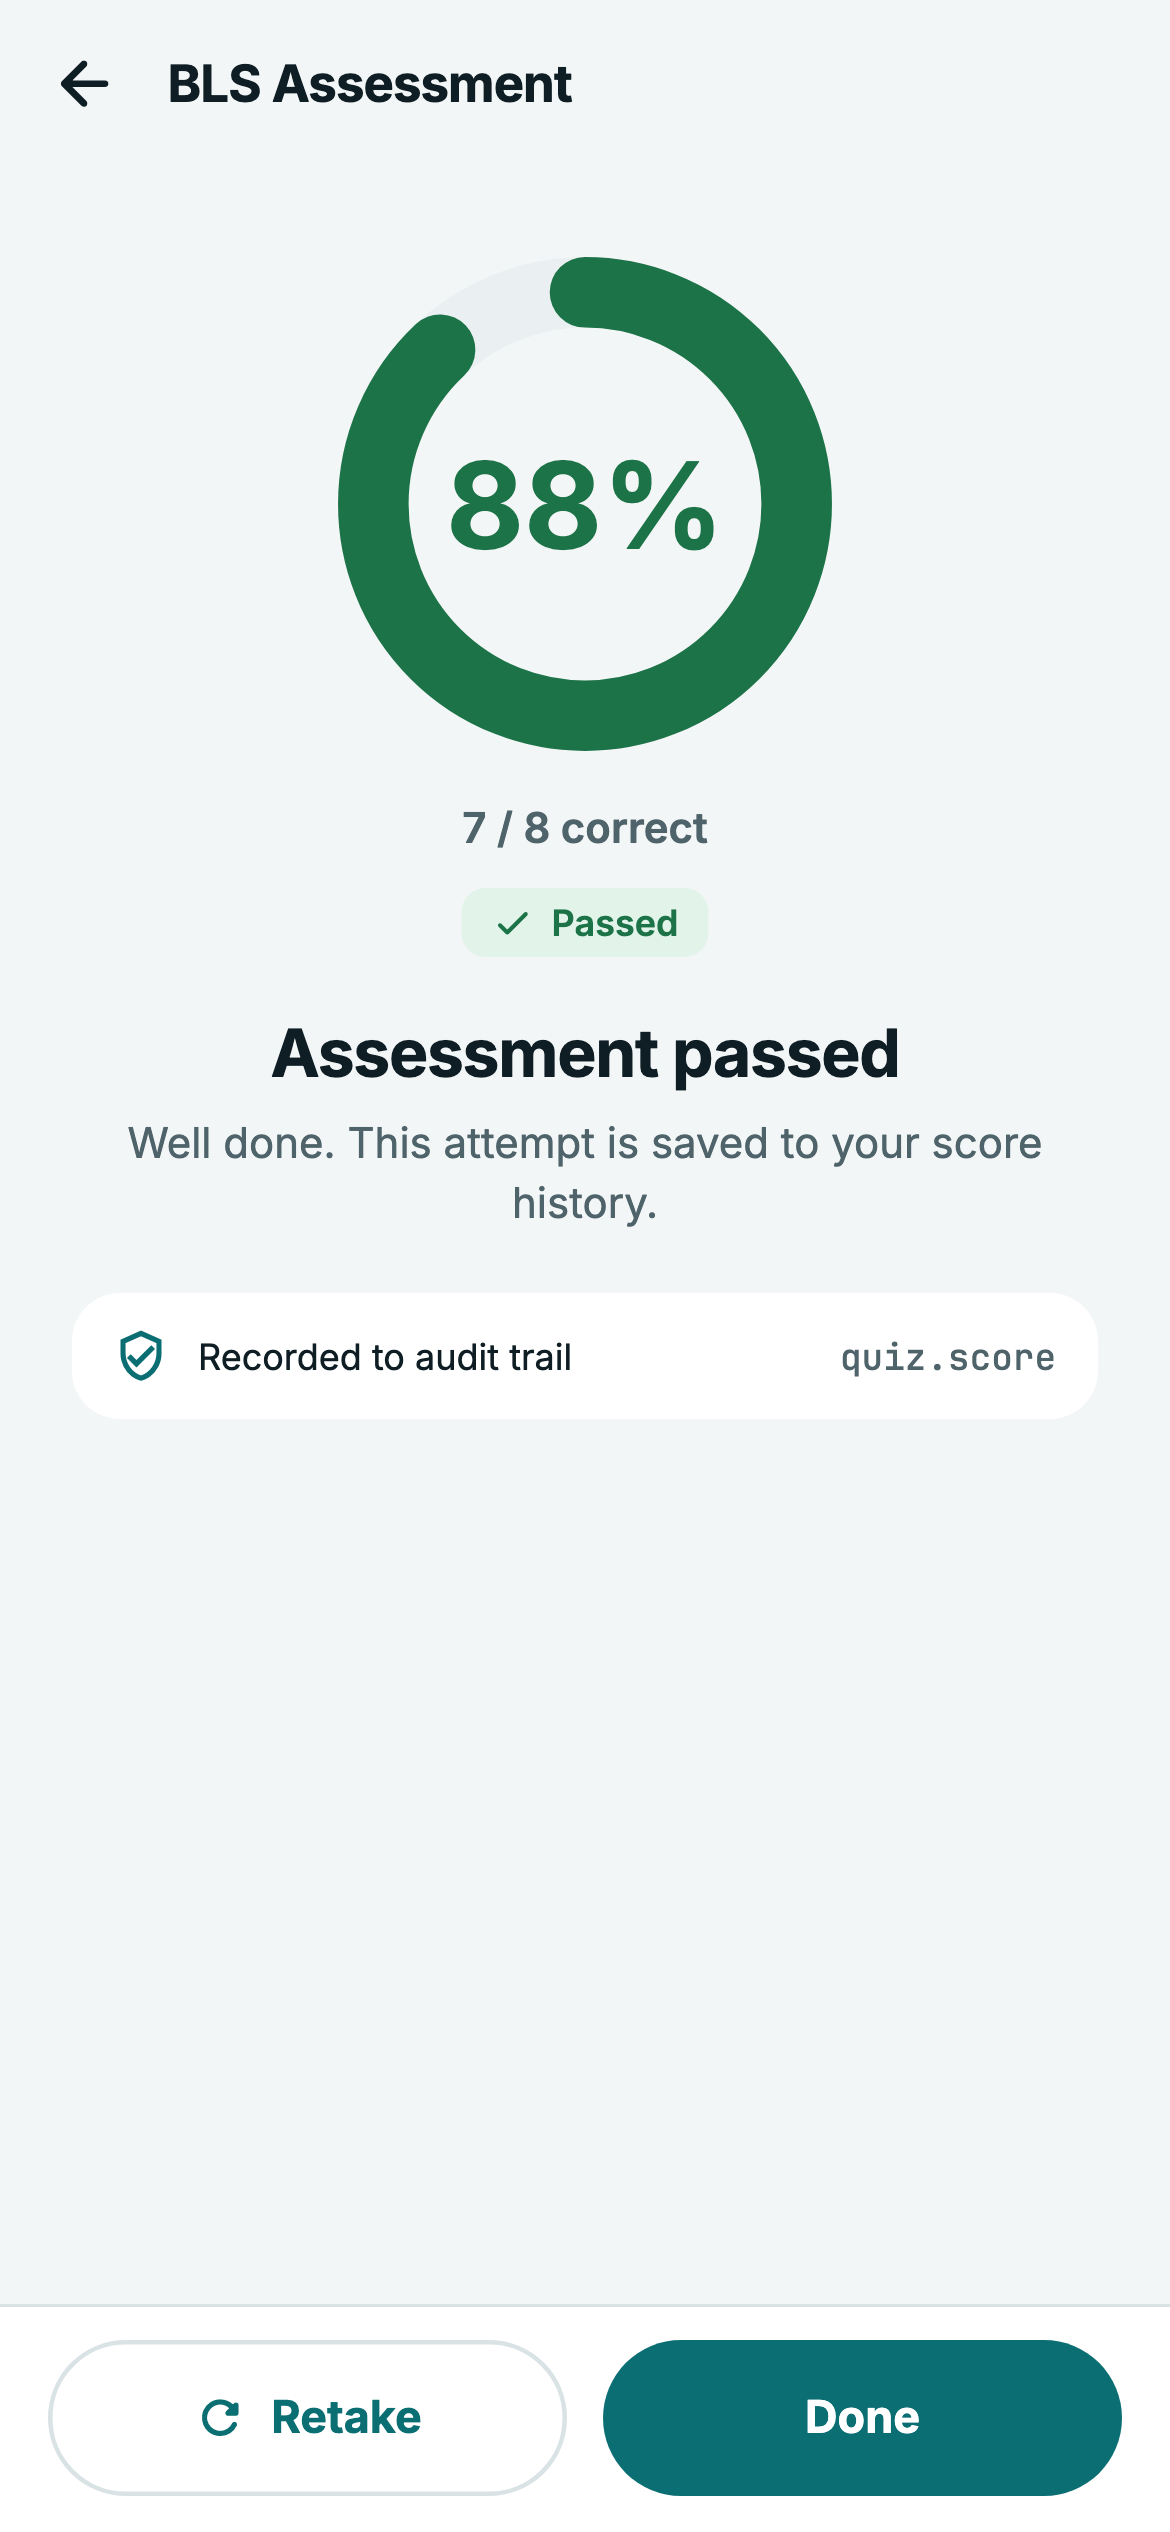 BLS Assessment
88%
7 / 8 correct
Passed
Assessment passed
Well done. This attempt is saved to your score
history.
Recorded to audit trail quiz.score
Retake Done